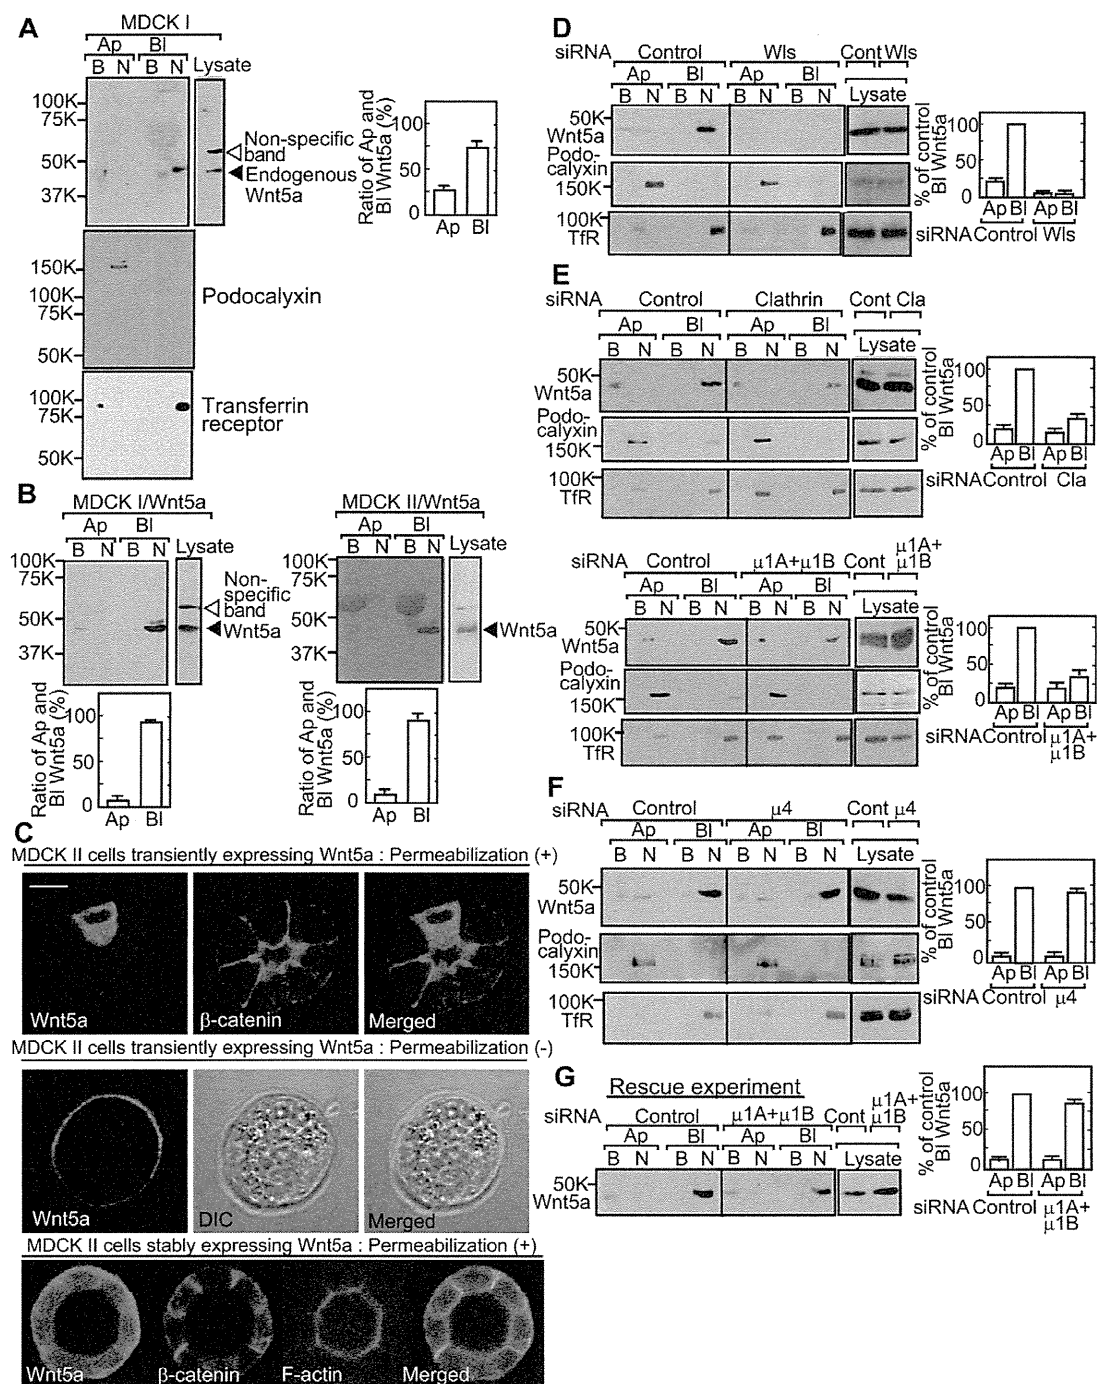 A
MDCK I
Ap Bl
B N B N Lysate
100K
75K
50K
37K
Non-specific
band
Endogenous
Wnt5a
Ratio of Ap and
Bl Wnt5a (%)
100
50
0
Ap Bl
150K
100K
75K
50K
Podocalyxin
100K
75K
50K
Transferrin
receptor
B
MDCK I/Wnt5a
Ap Bl
B N B N Lysate
100K
75K
50K
37K
Non-
specific
band
Wnt5a
Ratio of Ap and
Bl Wnt5a (%)
100
50
0
Ap Bl
MDCK II/Wnt5a
Ap Bl
B N B N Lysate
100K
75K
50K
37K
Wnt5a
Ratio of Ap and
Bl Wnt5a (%)
100
50
0
Ap Bl
C
MDCK II cells transiently expressing Wnt5a : Permeabilization (+)
Wnt5a β-catenin Merged
MDCK II cells transiently expressing Wnt5a : Permeabilization (-)
Wnt5a DIC Merged
MDCK II cells stably expressing Wnt5a : Permeabilization (+)
Wnt5a β-catenin F-actin Merged
D
siRNA Control Wls Cont Wls
Ap Bl Ap Bl Lysate
B N B N B N B N
50K
Wnt5a
Podo-
calyxin
150K
100K
TfR
% of control
Bl Wnt5a
100
50
0
Ap Bl Ap Bl
siRNA Control Wls
E
siRNA Control Clathrin Cont Cla
Ap Bl Ap Bl Lysate
B N B N B N B N
50K
Wnt5a
Podo-
calyxin
150K
100K
TfR
% of control
Bl Wnt5a
100
50
0
Ap Bl Ap Bl
siRNA Control Cla
siRNA Control μ1A+μ1B Cont μ1A+
μ1B
Ap Bl Ap Bl Lysate
B N B N B N B N
50K
Wnt5a
Podo-
calyxin
150K
100K
TfR
% of control
Bl Wnt5a
100
50
0
Ap Bl Ap Bl
siRNA Control μ1A+
μ1B
F
siRNA Control μ4 Cont μ4
Ap Bl Ap Bl
B N B N B N B N Lysate
50K
Wnt5a
Podo-
calyxin
150K
100K
TfR
% of control
Bl Wnt5a
100
50
0
Ap Bl Ap Bl
siRNA Control μ4
G
Rescue experiment
siRNA Control μ1A+μ1B Cont μ1A+
μ1B
Ap Bl Ap Bl
B N B N B N B N Lysate
50K
Wnt5a
% of control
Bl Wnt5a
100
50
0
Ap Bl Ap Bl
siRNA Control μ1A+
μ1B